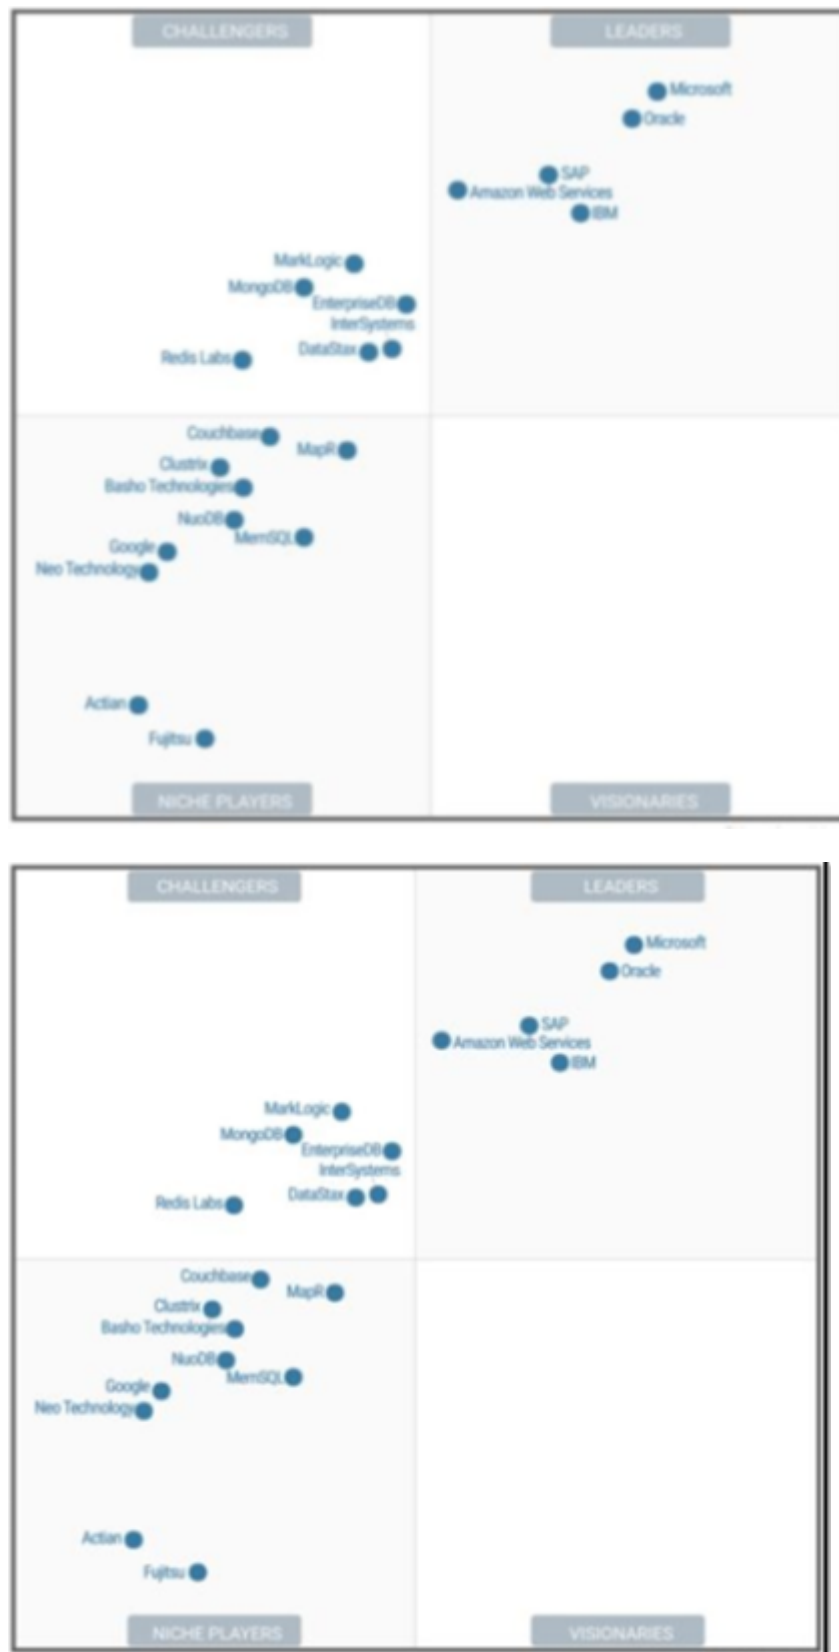 CHALLENGERS
LEADERS
Microsoft
Oracle
SAP
Amazon Web Services
IBM
MarkLogic
MongoDB
EnterpriseDB
InterSystems
DataStax
Redis Labs
Couchbase
MapR
Clustrix
Basho Technologies
NuoDB
MemSQL
Google
Neo Technology
Actian
Fujitsu
NICHE PLAYERS
VISIONARIES
CHALLENGERS
LEADERS
Microsoft
Oracle
SAP
Amazon Web Services
IBM
MarkLogic
MongoDB
EnterpriseDB
InterSystems
DataStax
Redis Labs
Couchbase
MapR
Clustrix
Basho Technologies
NuoDB
MemSQL
Google
Neo Technology
Actian
Fujitsu
NICHE PLAYERS
VISIONARIES